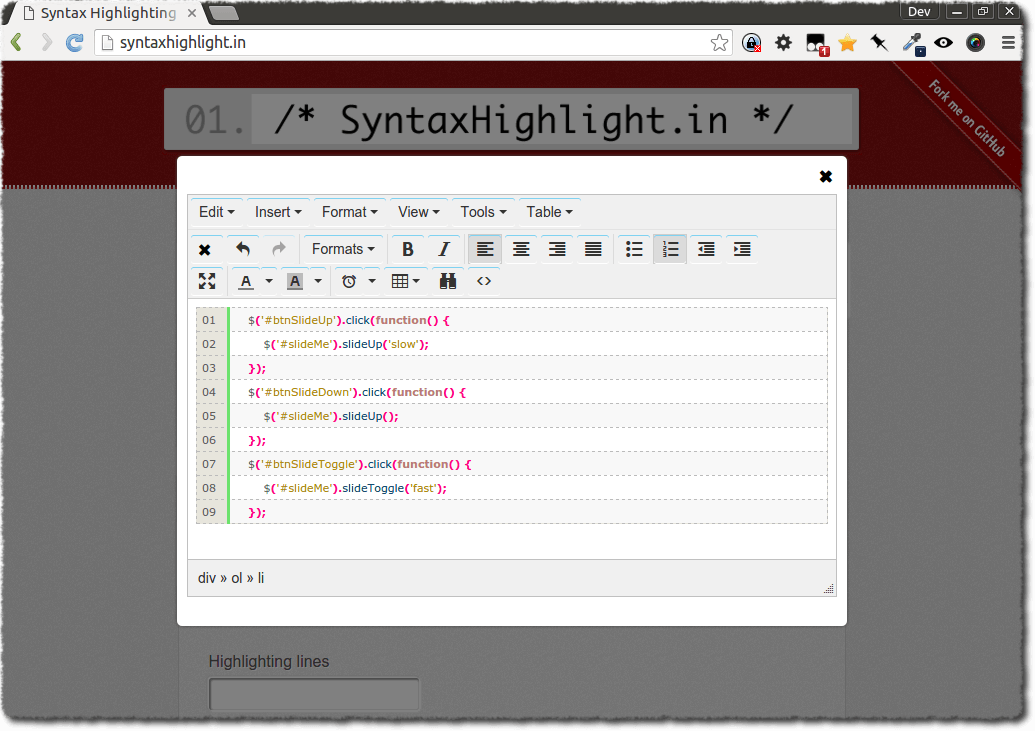 Syntax Highlighting
Dev
syntaxhighlight.in
1
Fork me on GitHub
01. /* SyntaxHighlight.in */
Edit Insert Format View Tools Table
Formats B I
A A
01 $('#btnSlideUp').click(function() {
02 $('#slideMe').slideUp('slow');
03 });
04 $('#btnSlideDown').click(function() {
05 $('#slideMe').slideUp();
06 });
07 $('#btnSlideToggle').click(function() {
08 $('#slideMe').slideToggle('fast');
09 });
div » ol » li
Highlighting lines